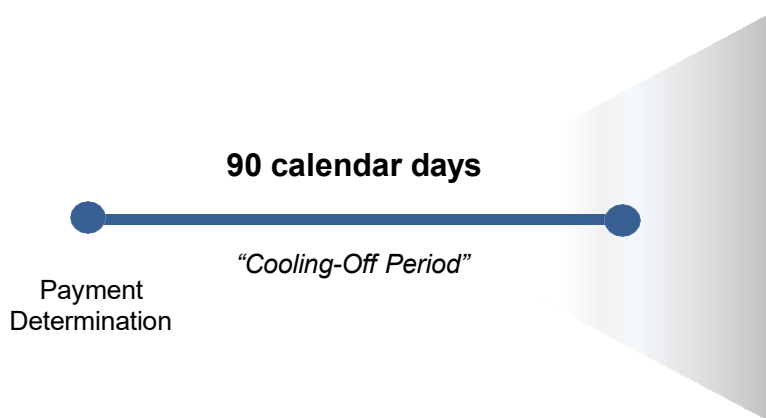 90 calendar days
“Cooling-Off Period”
Payment
Determination